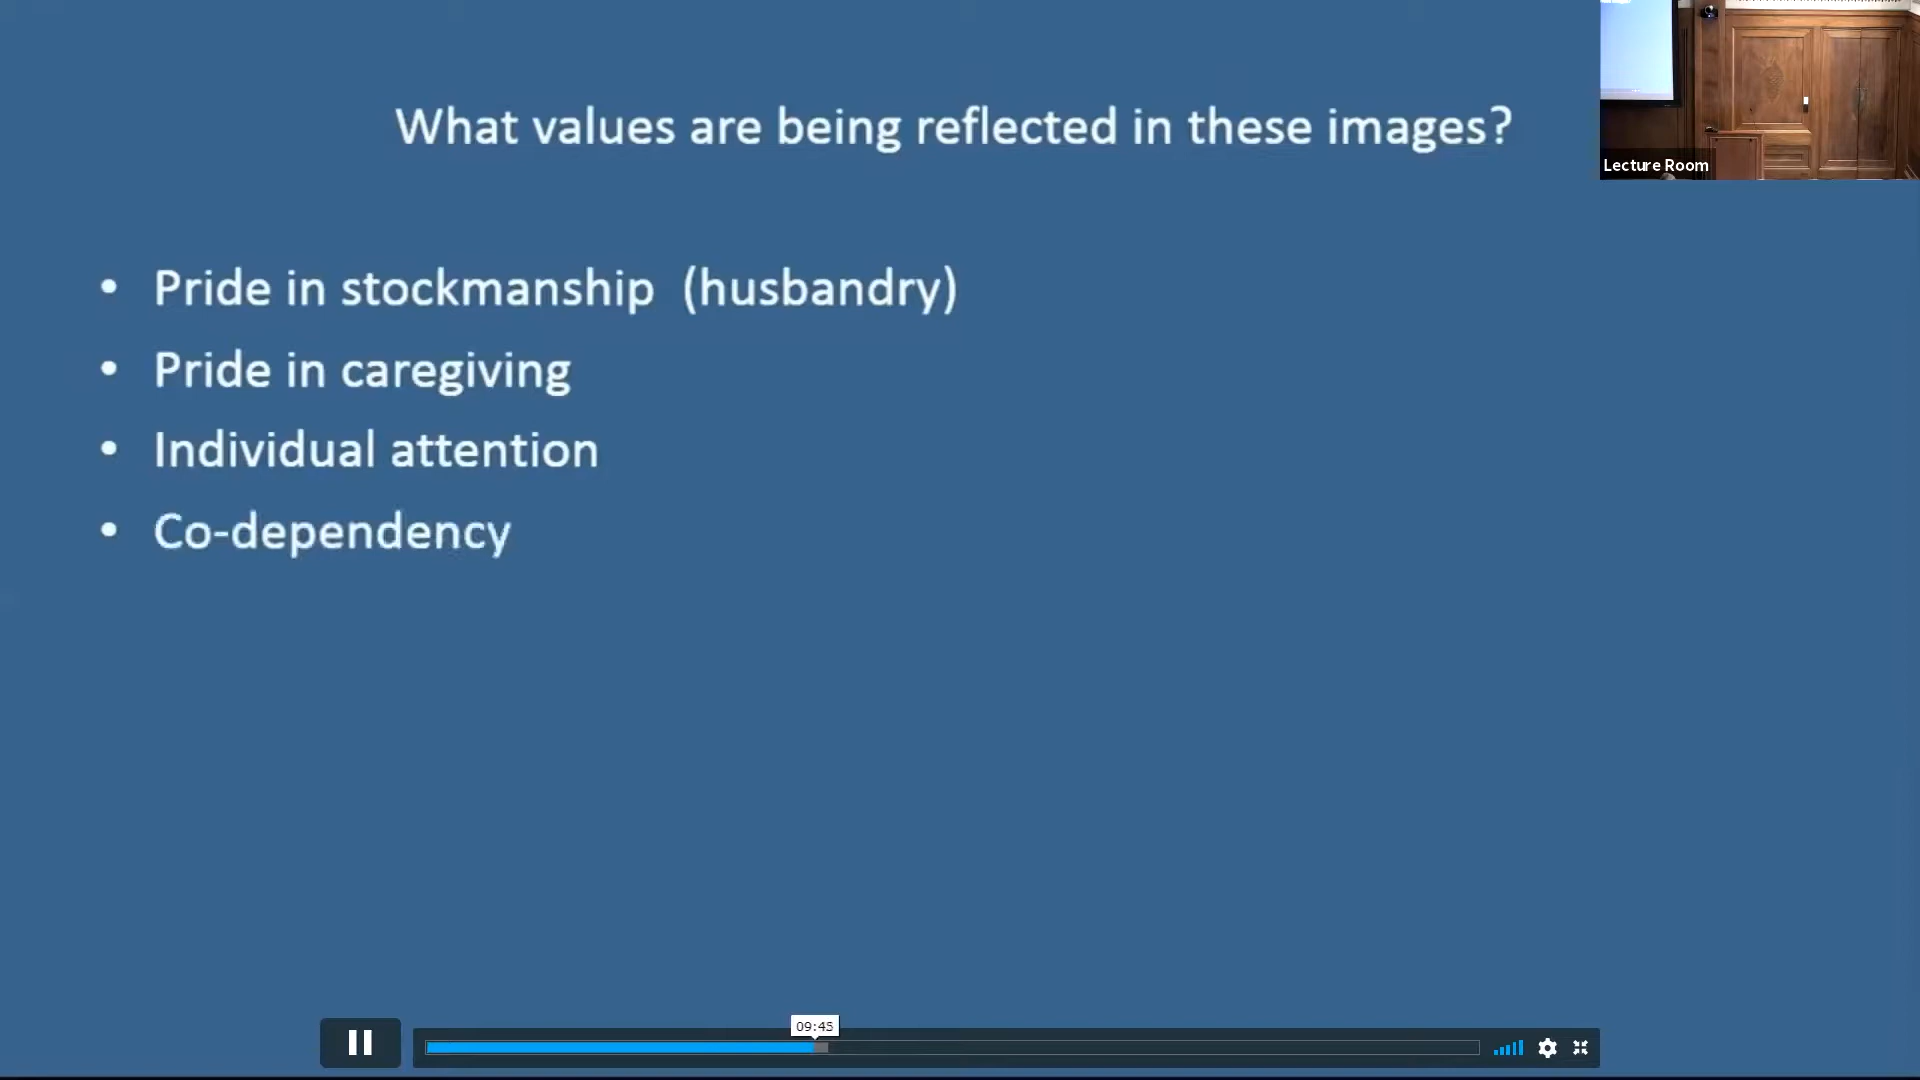 What values are being reflected in these images?
Lecture Room
• Pride in stockmanship (husbandry)
• Pride in caregiving
• Individual attention
• Co-dependency
09:45